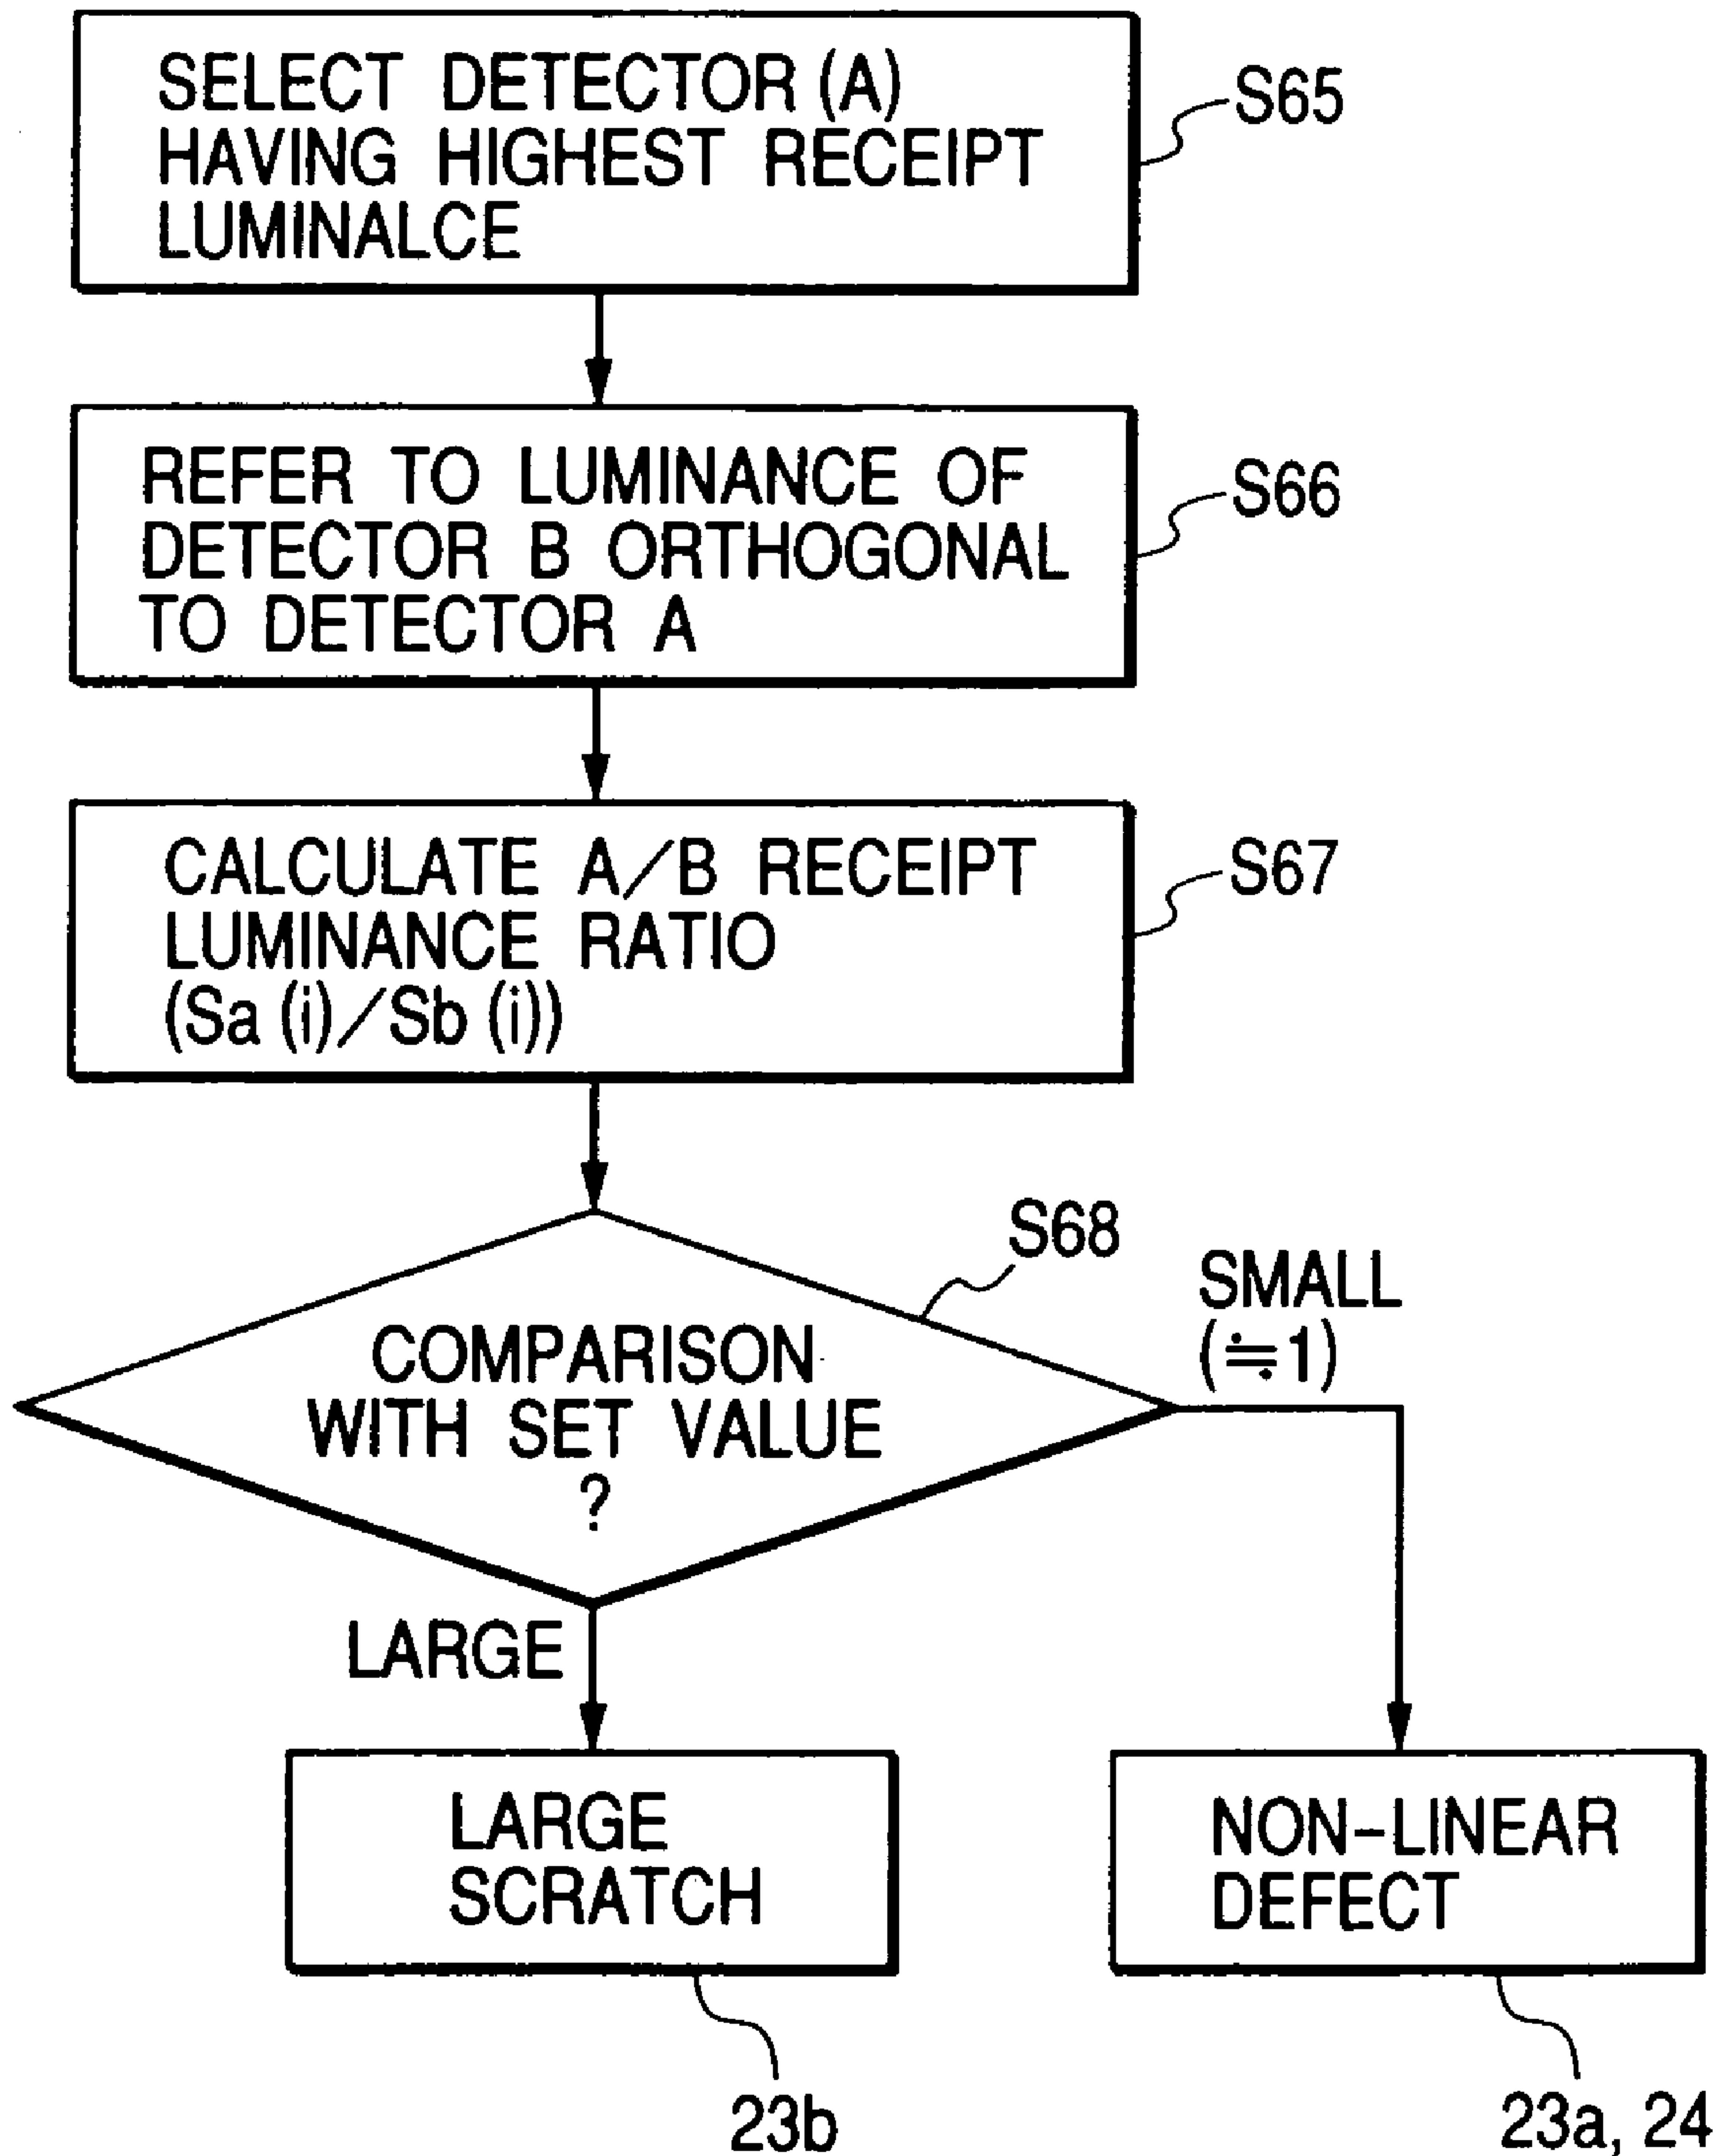 SELECT DETECTOR (A)
HAVING HIGHEST RECEIPT
LUMINALCE
S65
REFER TO LUMINANCE OF
DETECTOR B ORTHOGONAL
TO DETECTOR A
S66
CALCULATE A/B RECEIPT
LUMINANCE RATIO
(Sa (i)/Sb (i))
S67
S68
COMPARISON
WITH SET VALUE
?
SMALL
(≒1)
LARGE
LARGE
SCRATCH
NON-LINEAR
DEFECT
23b
23a, 24